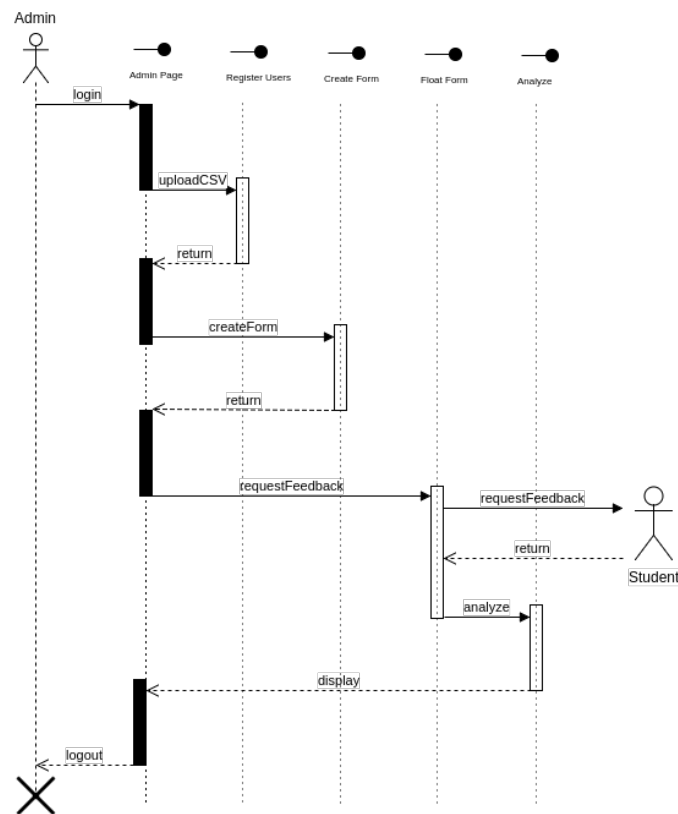 Admin
Admin Page
Register Users
Create Form
Float Form
Analyze
login
uploadCSV
return
createForm
return
requestFeedback
requestFeedback
return
Student
analyze
display
logout